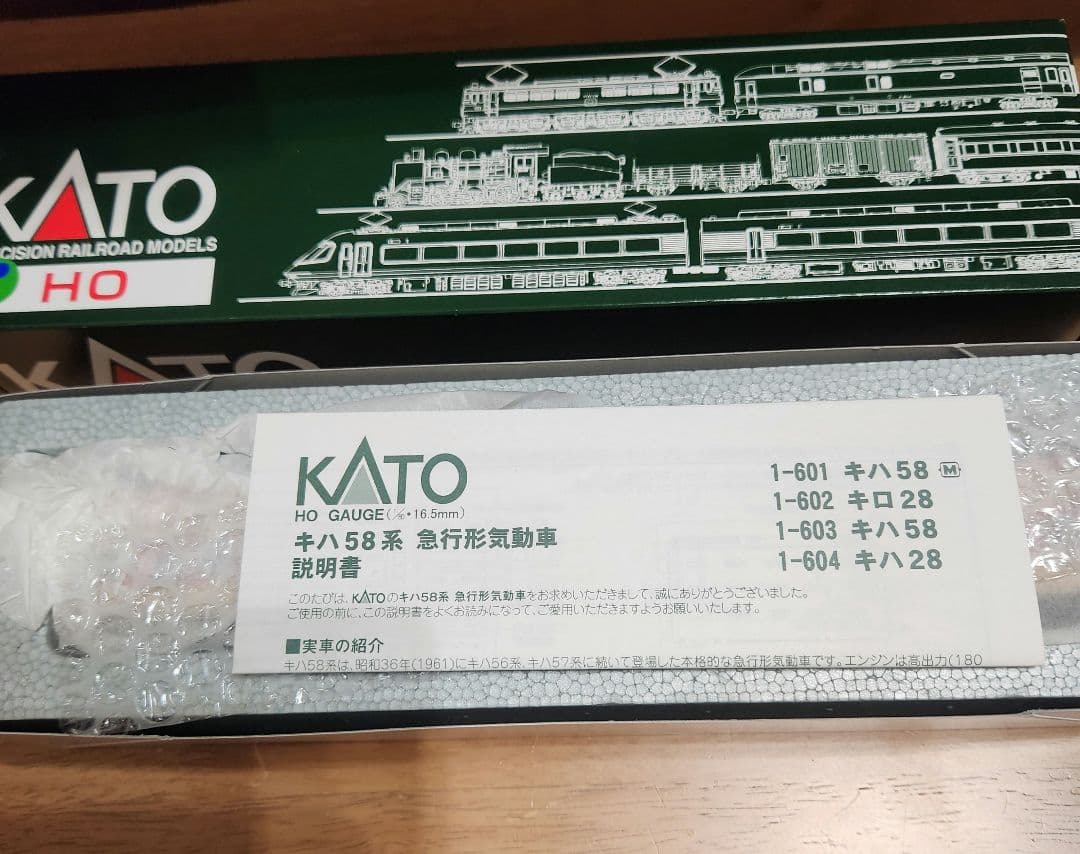 KATO
CISION RAILROAD MODELS
HO
KATO
KATO
HO GAUGE(1/80・16.5mm)
キハ58系 急行形気動車
説明書
1-601 キハ58 M
1-602 キロ28
1-603 キハ58
1-604 キハ28
このたびは、KATOのキハ58系 急行形気動車をお求めいただきまして、誠にありがとうございました。
ご使用の前に、この説明書をよくお読みになって、ご愛用いただきますようお願いいたします。
■実車の紹介
キハ58系は、昭和36年(1961)にキハ56系、キハ57系に続いて登場した本格的な急行形気動車です。エンジンは高出力(180